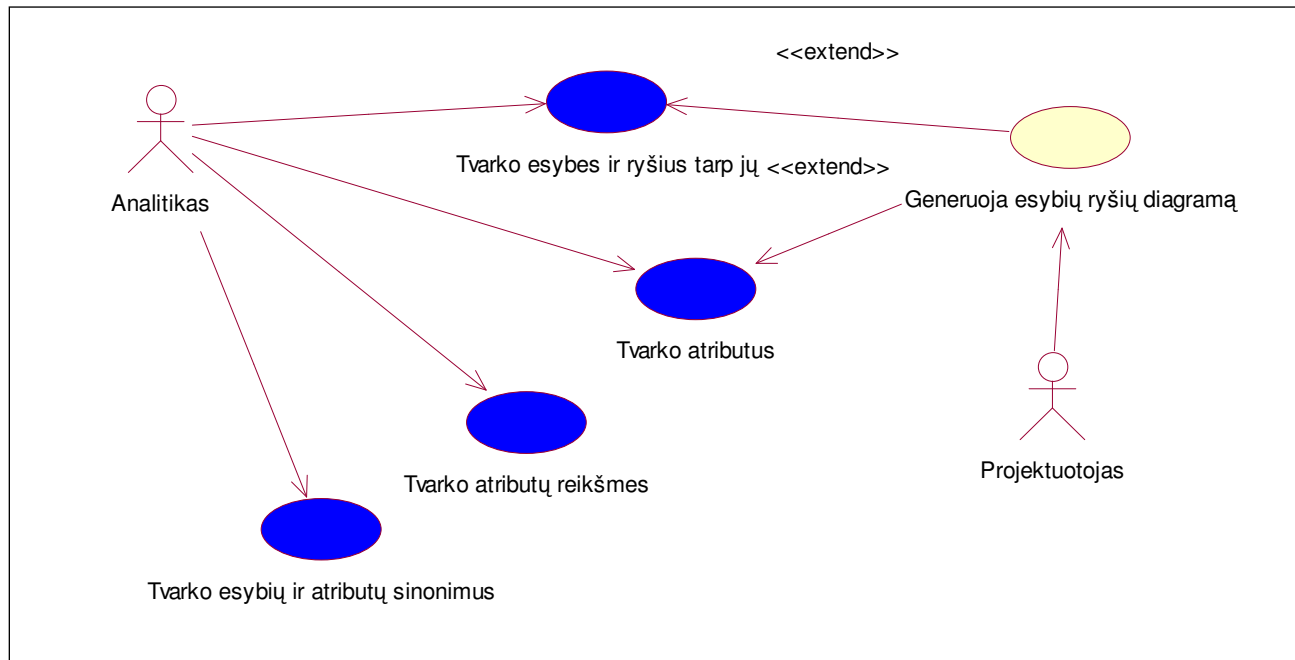 <<extend>>
Tvarko esybes ir ryšius tarp jų
<<extend>>
Analitikas
Generuoja esybių ryšių diagramą
Tvarko atributus
Projektuotojas
Tvarko atributų reikšmes
Tvarko esybių ir atributų sinonimus